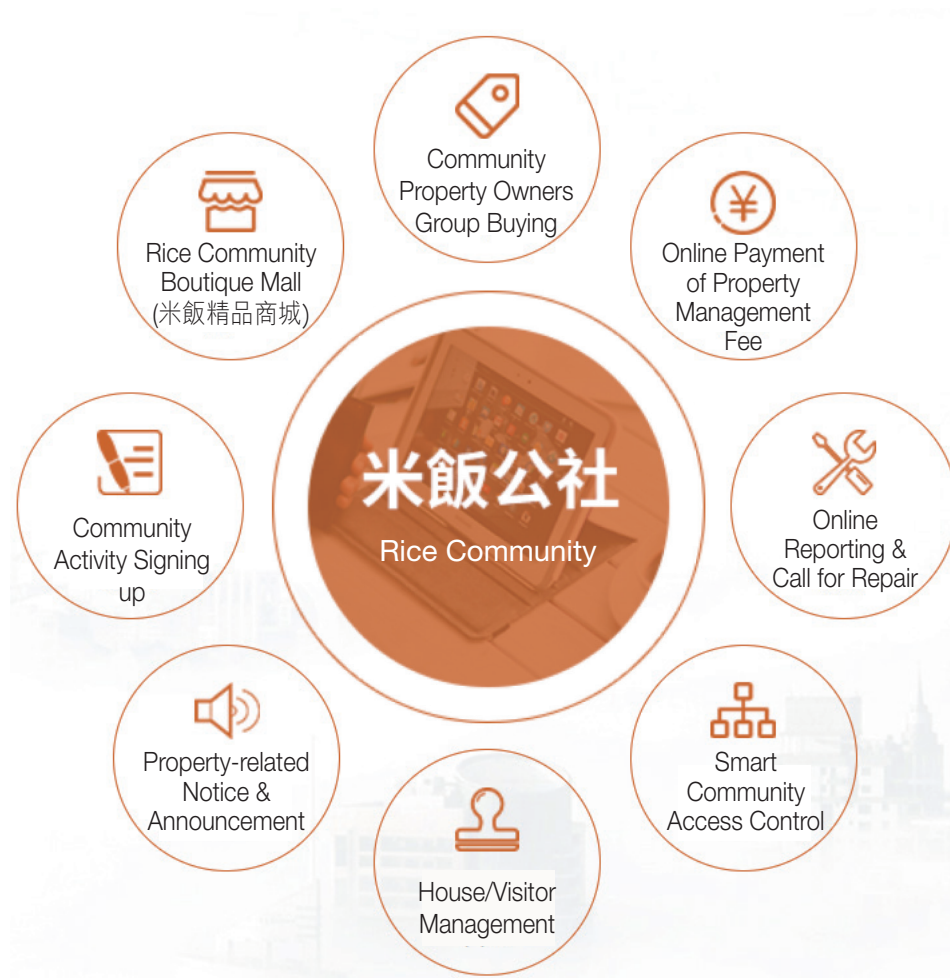 Community
Property Owners
Group Buying
Rice Community
Boutique Mall
(米飯精品商城)
Online Payment
of Property
Management
Fee
米飯公社
Rice Community
Community
Activity Signing
up
Online
Reporting &
Call for Repair
Property-related
Notice &
Announcement
Smart
Community
Access Control
House/Visitor
Management